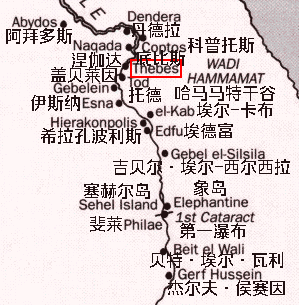 LE
Abydos
阿拜多斯
Dendera
丹德拉
Naqada
Coptos
科普托斯
涅伽达
底比斯
Thebes
WADI
HAMMAMAT
哈马马特干谷
盖贝莱因
Tod
托德
Gebelein
伊斯纳
Esna
el-Kab
埃尔-卡布
Hierakonpolis
希拉孔波利斯
Edfu
埃德富
Gebel el-Silsila
吉贝尔·埃尔-西尔西拉
塞赫尔岛
象岛
Sehel Island
Elephantine
1st Cataract
第一瀑布
斐莱
Philae
Beit el Wali
贝特·埃尔·瓦利
Gerf Hussein
杰尔夫·侯赛因